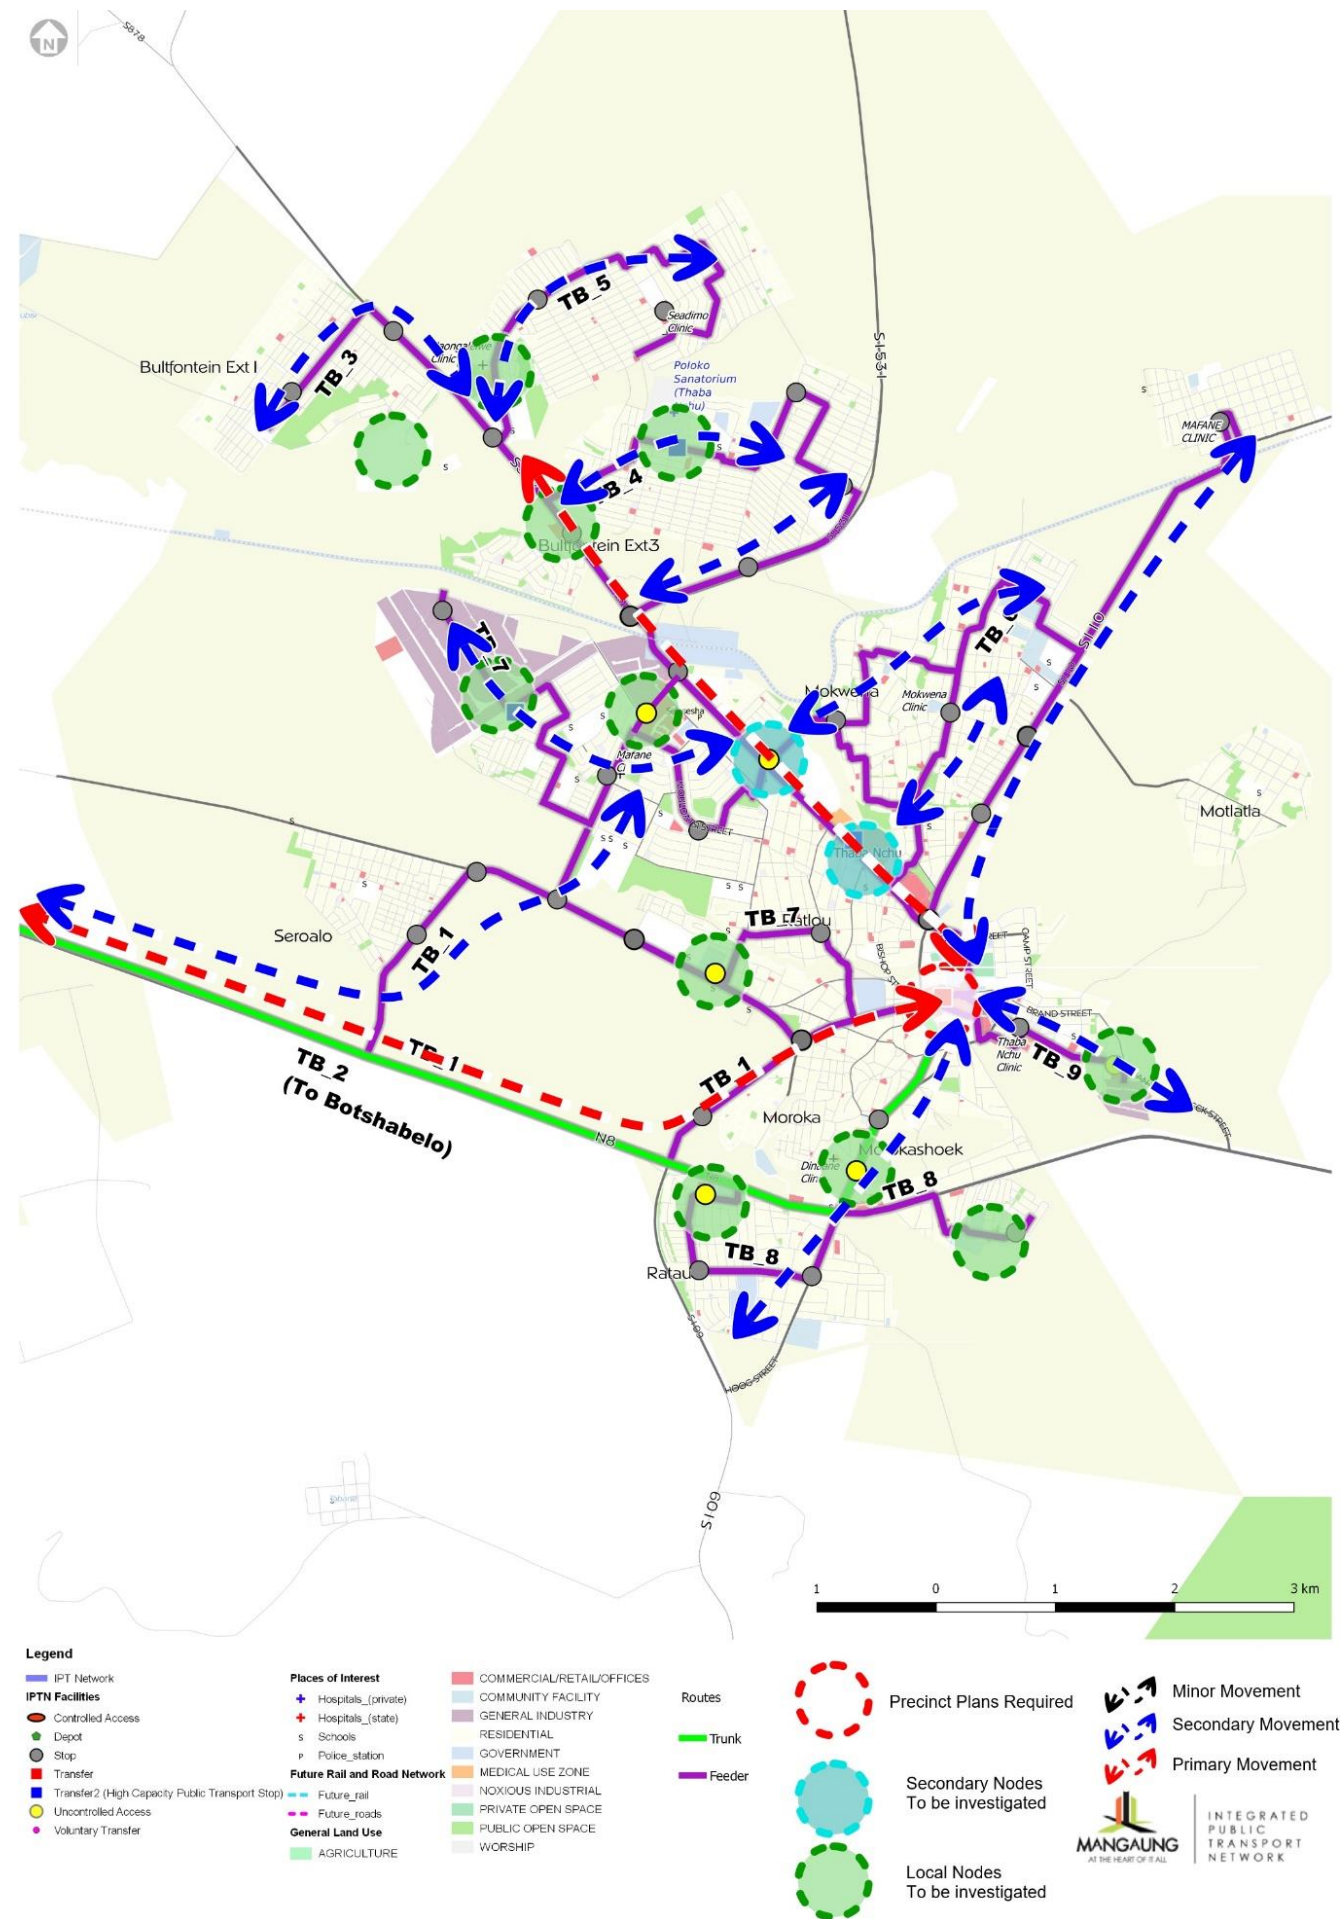 N
S878
TB_5
Seadimo
Clinic
Bultfontein Ext 1
TB_3
Clinic
Poloko
Sanatorium
(Thaba
S1531
MAFANE
CLINIC
S
S
S
Ext3
S110
Mokwena
Mokwena
Clinic
Mafane
Motlatla
Thaba Nchu
Seroalo
TB_1
TB_7
BISHOP ST
CAMP STREET
BRAND STREET
Thaba
Nchu
Clinic
TB_9
TB_2
(To Botshabelo)
TB_1
TB_1
N8
Moroka
TB_8
TB_8
Ratau
S109
HOOG STREET
S109
1 0 1 2 3 km
Legend
IPT Network
IPTN Facilities
Controlled Access
Depot
Stop
Transfer
Transfer2 (High Capacity Public Transport Stop)
Uncontrolled Access
Voluntary Transfer
Places of Interest
Hospitals_(private)
Hospitals_(state)
S Schools
P Police_station
Future Rail and Road Network
Future_rail
Future_roads
General Land Use
AGRICULTURE
COMMERCIAL/RETAIL/OFFICES
COMMUNITY FACILITY
GENERAL INDUSTRY
RESIDENTIAL
GOVERNMENT
MEDICAL USE ZONE
NOXIOUS INDUSTRIAL
PRIVATE OPEN SPACE
PUBLIC OPEN SPACE
WORSHIP
Routes
Trunk
Feeder
Precinct Plans Required
Secondary Nodes
To be investigated
Local Nodes
To be investigated
Minor Movement
Secondary Movement
Primary Movement
MANGAUNG
AT THE HEART OF IT ALL
INTEGRATED
PUBLIC
TRANSPORT
NETWORK